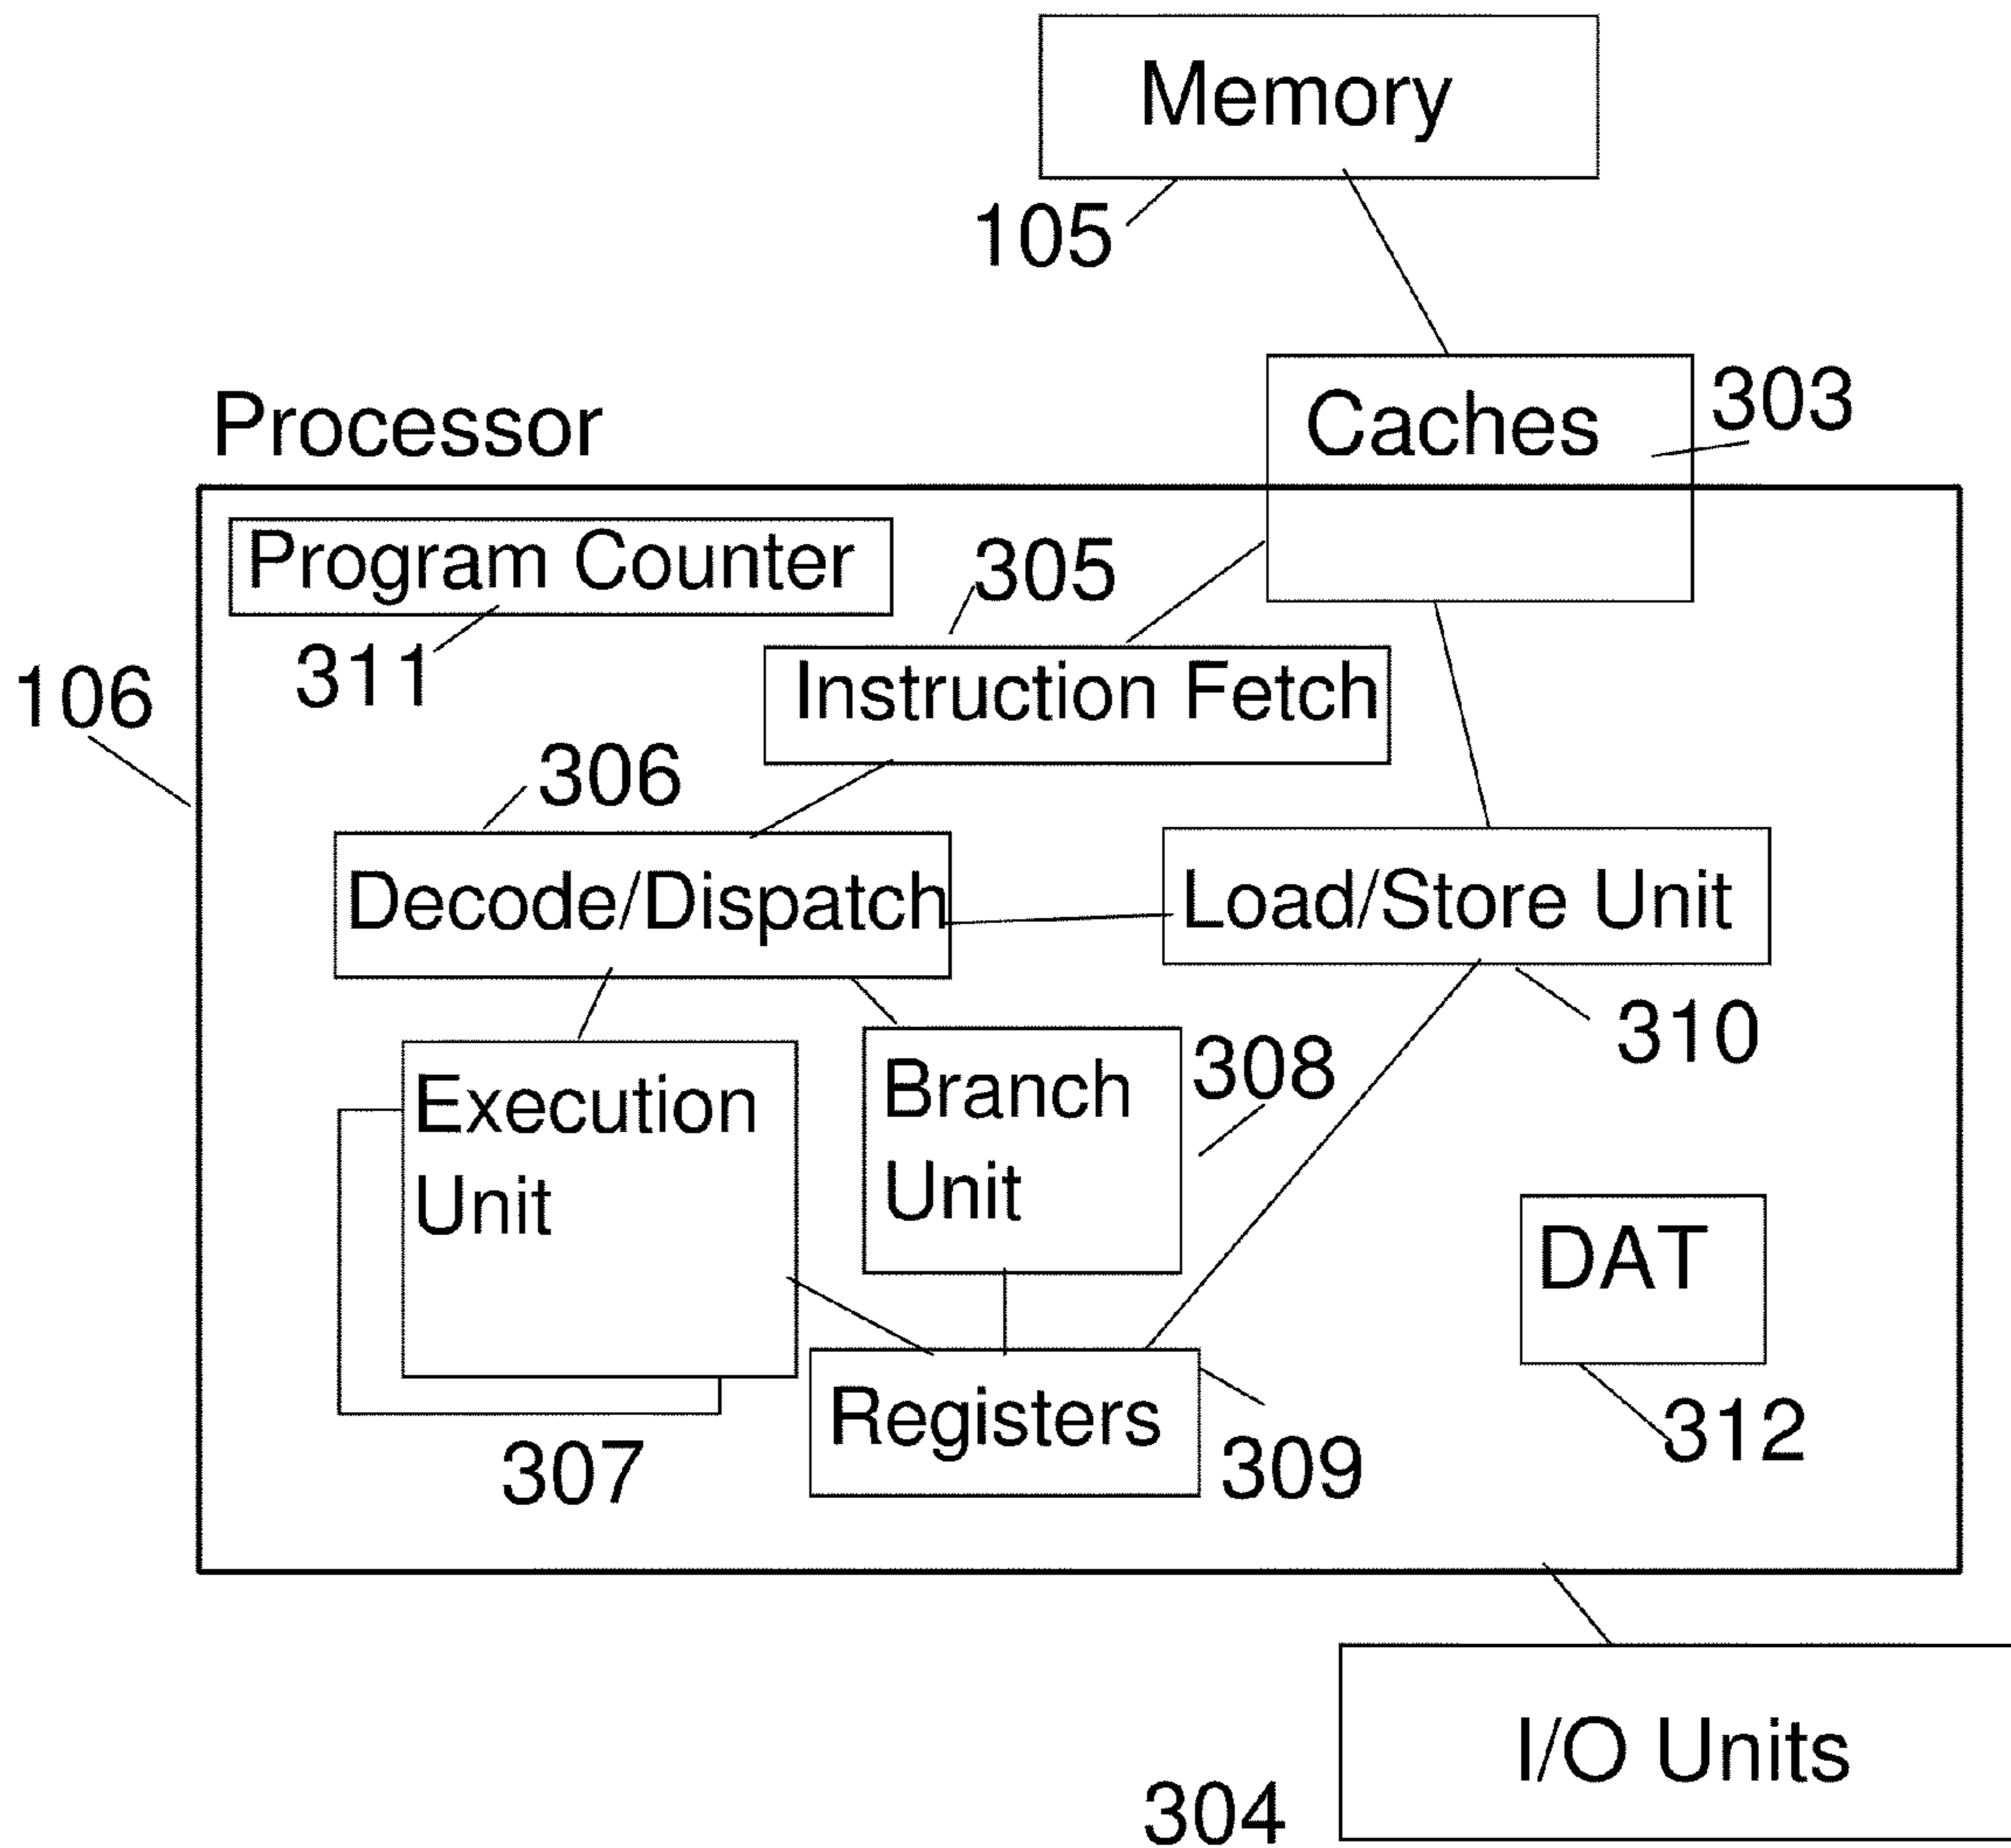 Memory
105
Caches
303
Processor
Program Counter
305
311
Instruction Fetch
106
306
Decode/Dispatch
Load/Store Unit
310
Execution
Unit
Branch
Unit
308
DAT
312
Registers
309
307
I/O Units
304